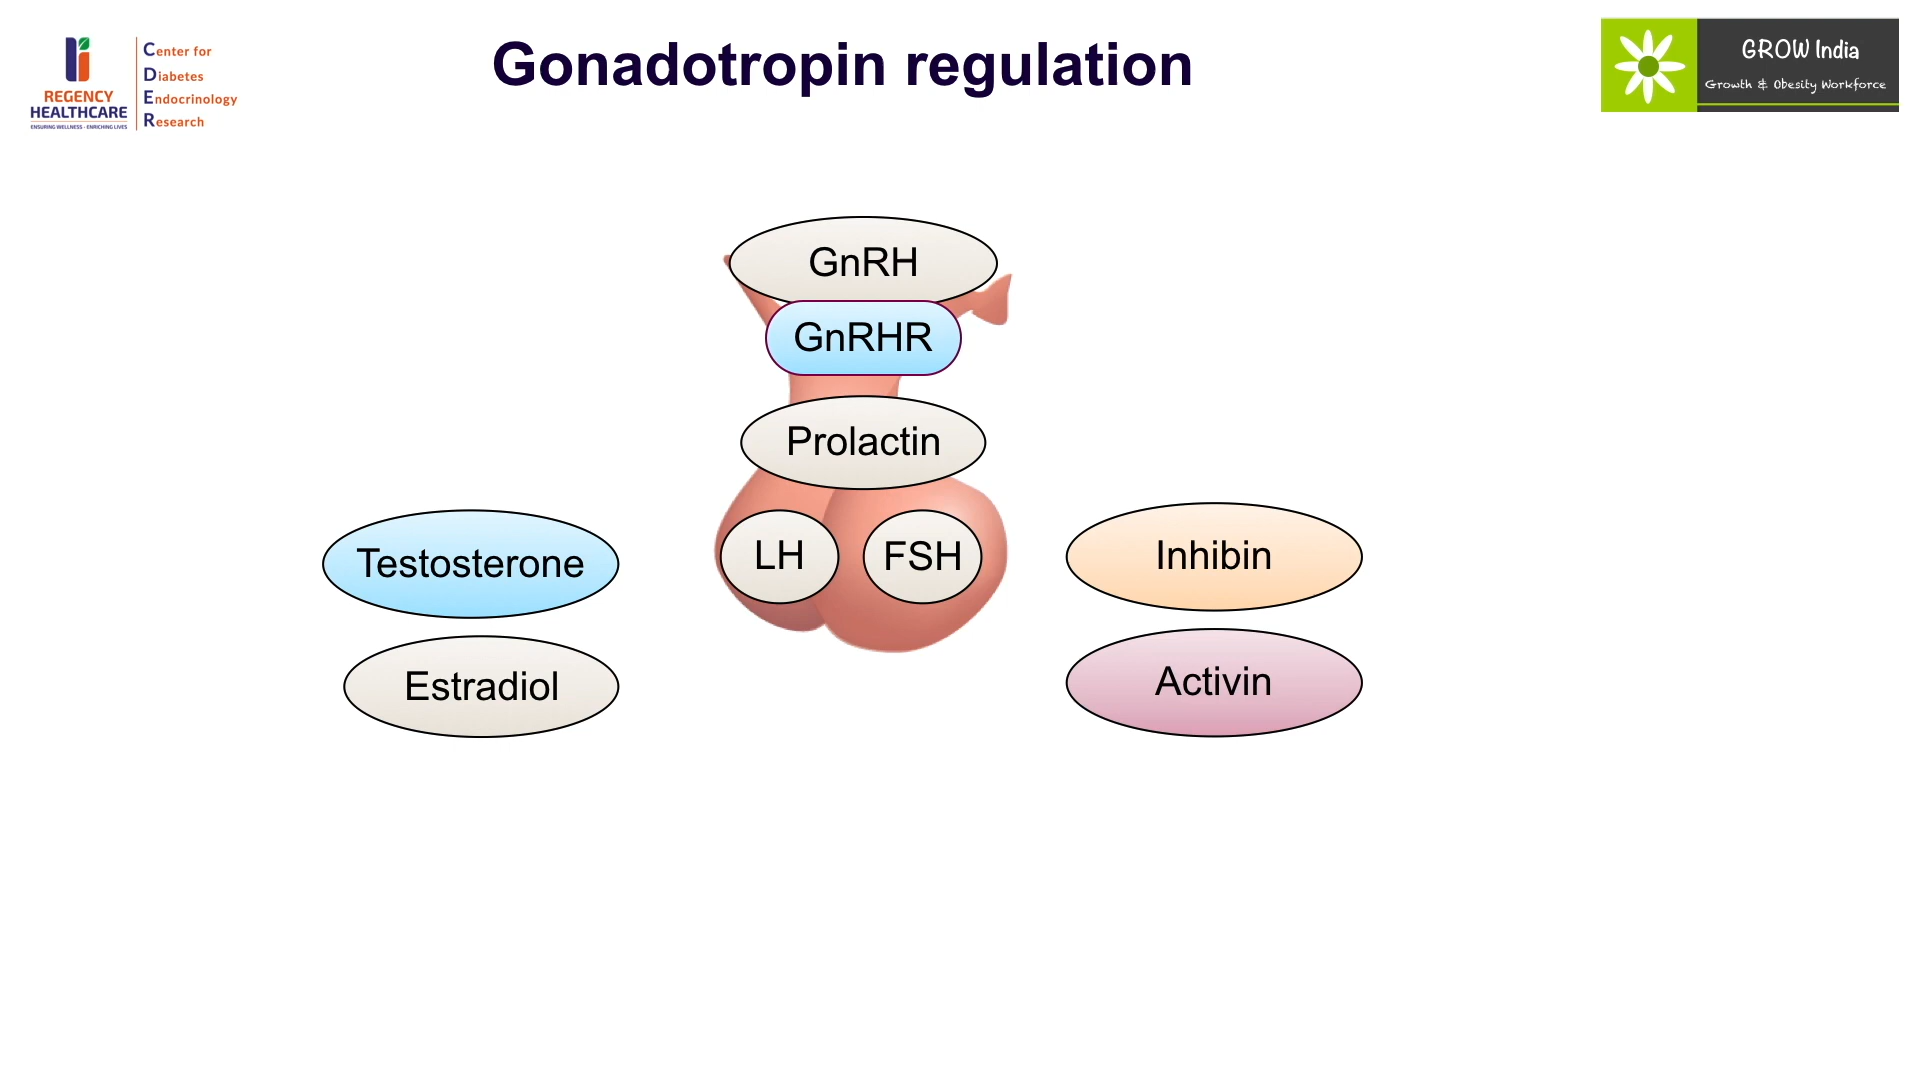 Gonadotropin regulation
REGENCY
HEALTHCARE
ENSURING WELLNESS - ENRICHING LIVES
Center for
Diabetes
Endocrinology
Research
GROW India
Growth & Obesity Workforce
GnRH
GnRHR
Prolactin
LH
FSH
Testosterone
Estradiol
Inhibin
Activin